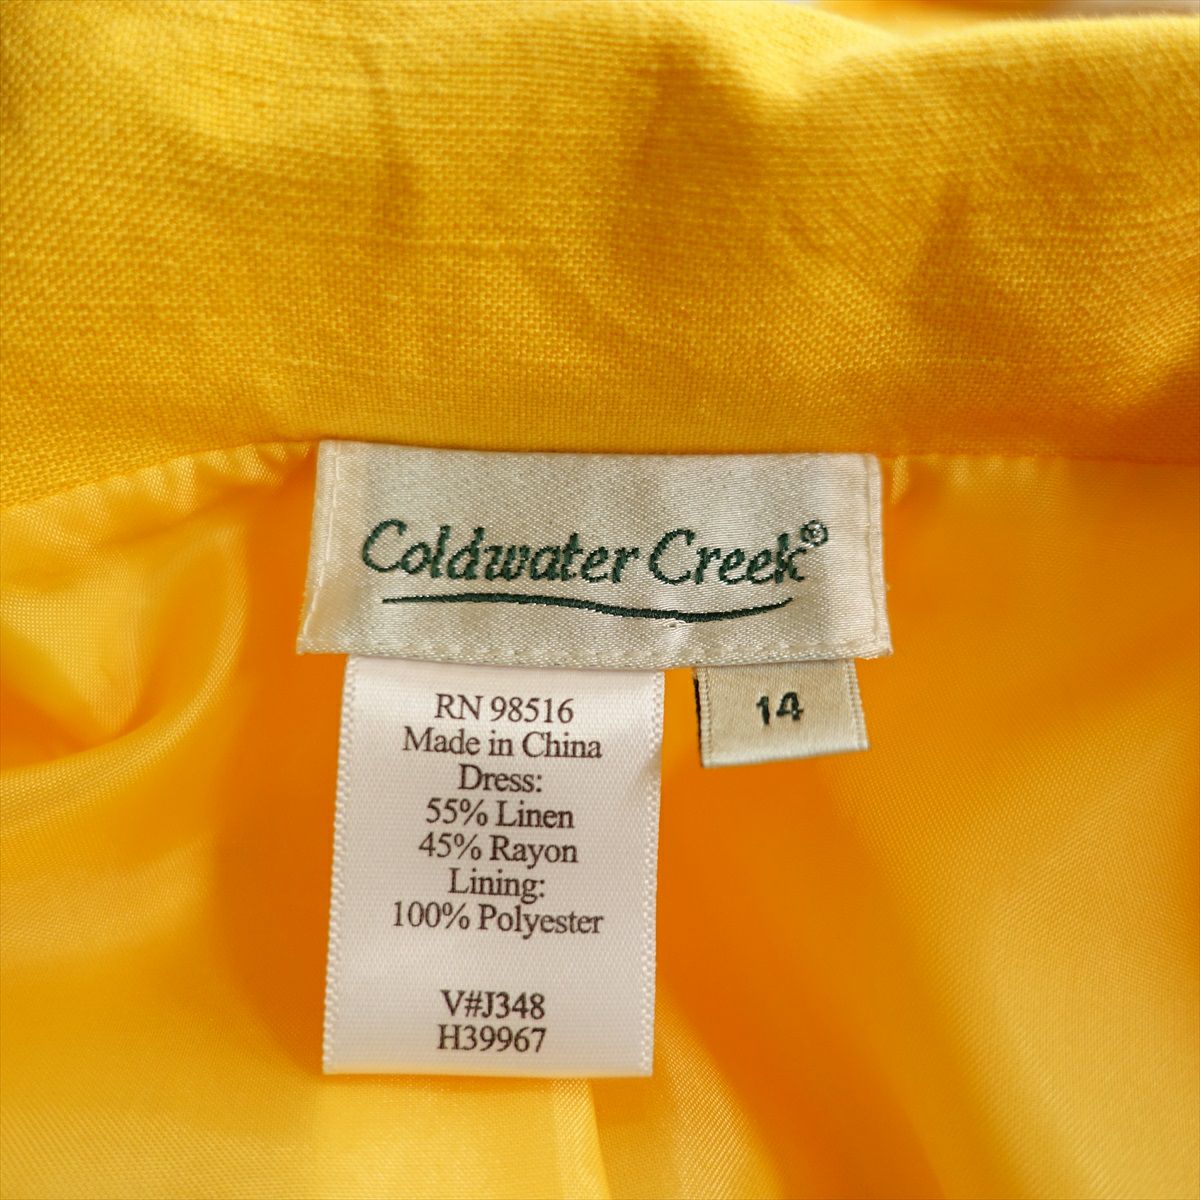 Coldwater Creek®
14
RN 98516
Made in China
Dress:
55% Linen
45% Rayon
Lining:
100% Polyester
V#J348
H39967